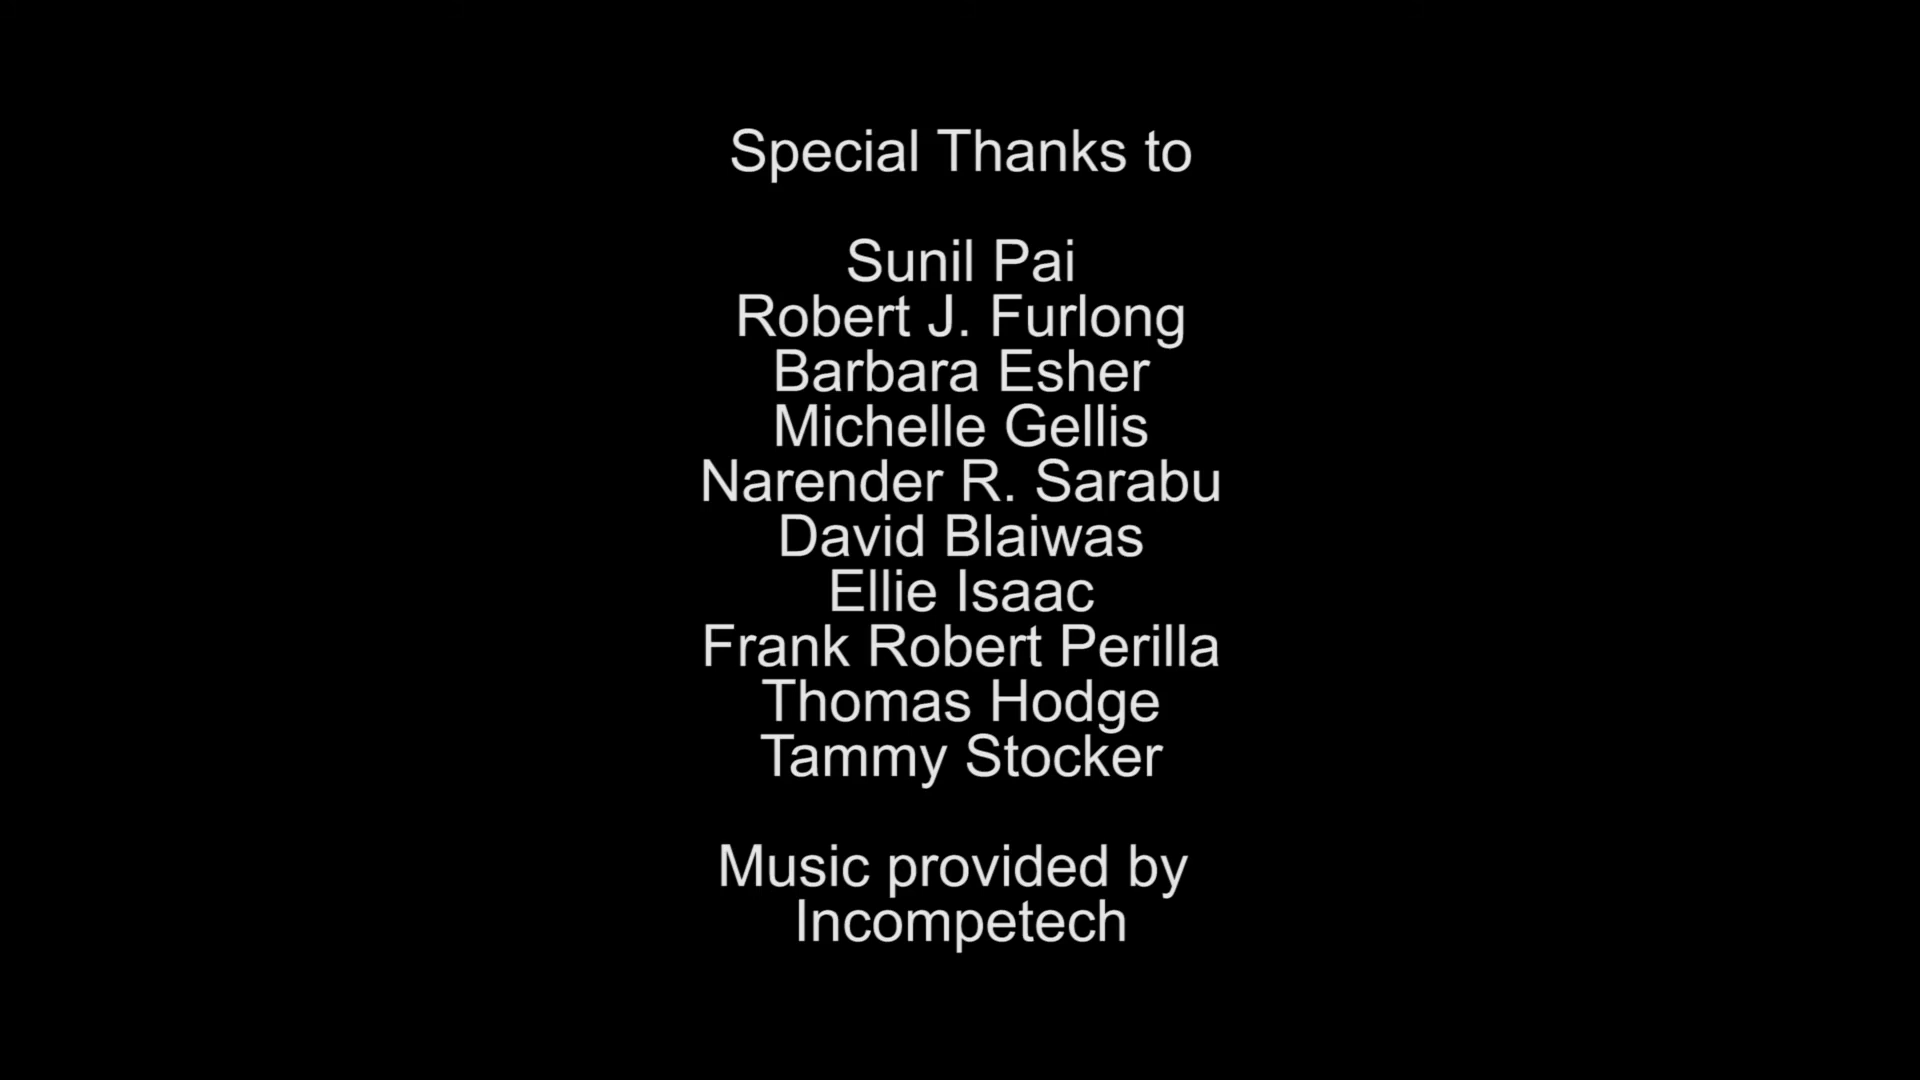 Special Thanks to
Sunil Pai
Robert J. Furlong
Barbara Esher
Michelle Gellis
Narender R. Sarabu
David Blaiwas
Ellie Isaac
Frank Robert Perilla
Thomas Hodge
Tammy Stocker
Music provided by
Incompetech